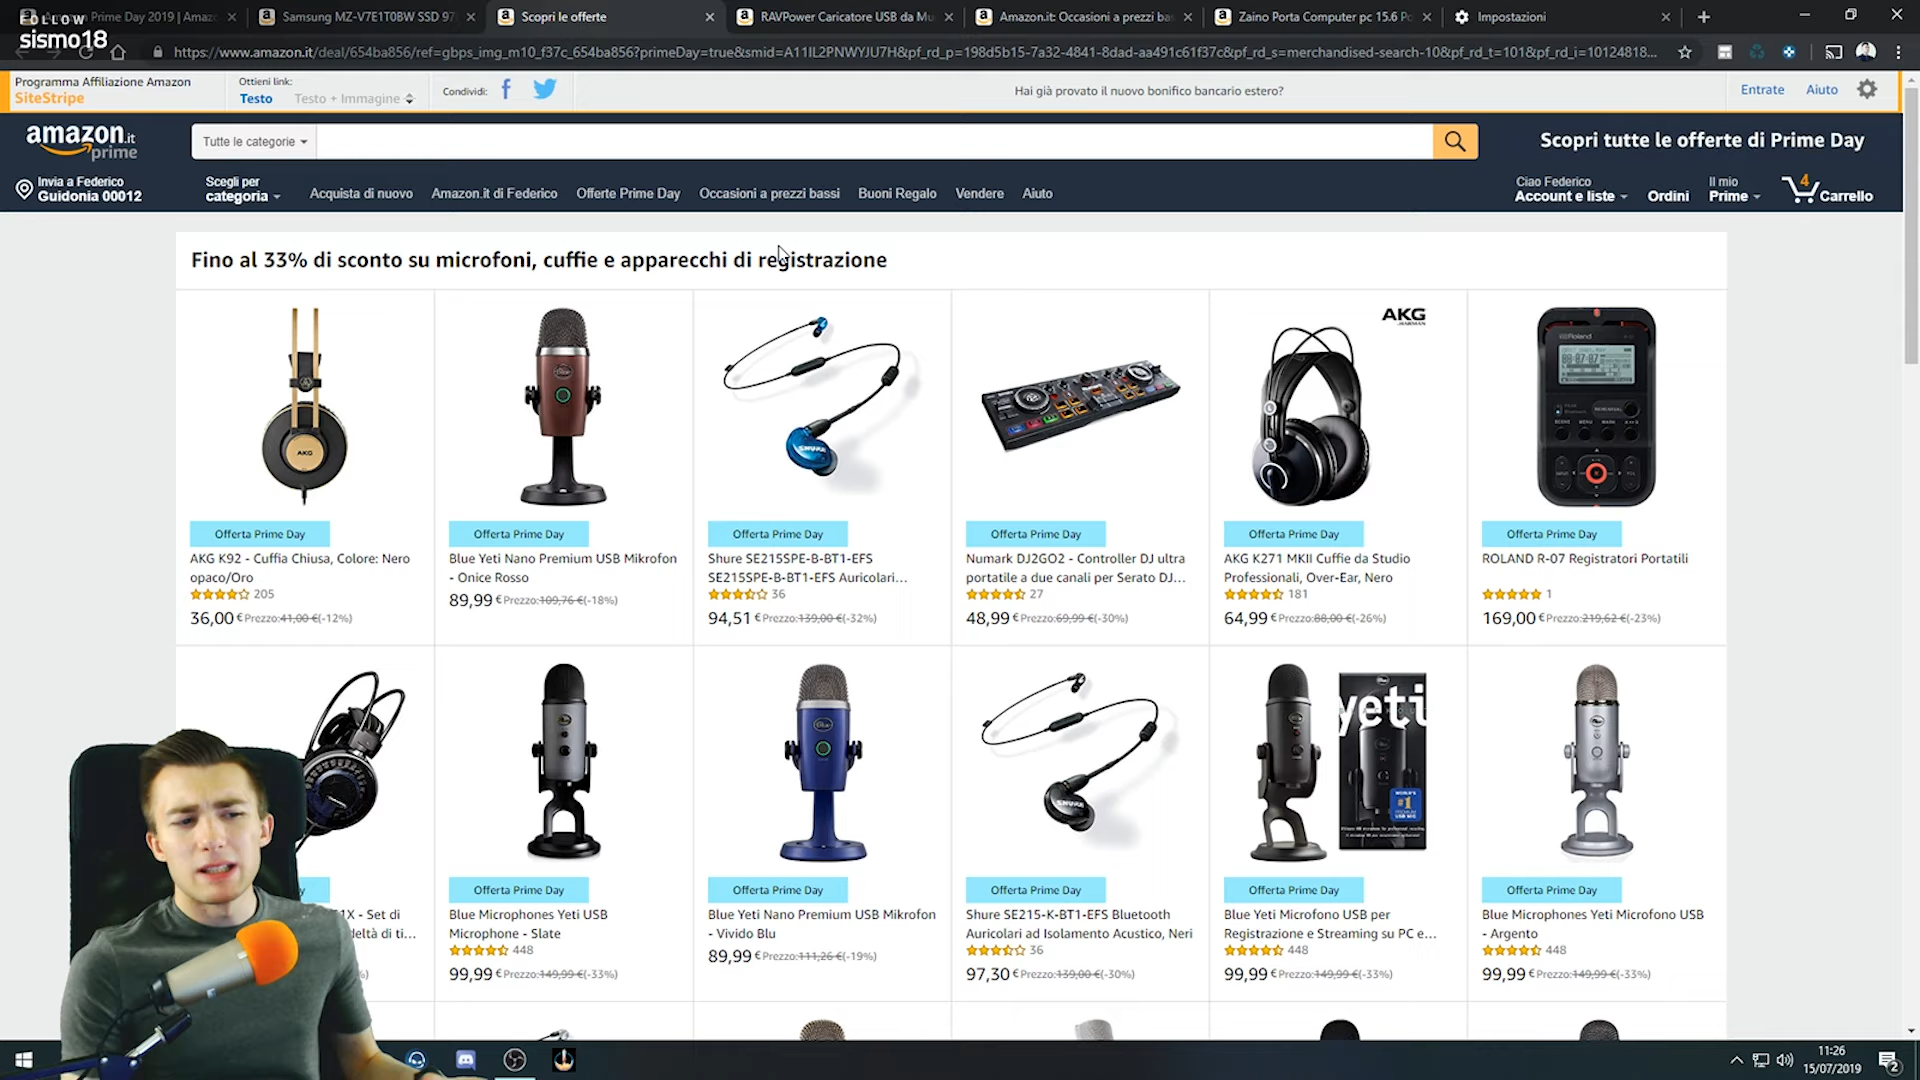 FOLLOW
sismo18
Prime Day 2019 | Amaz
Samsung MZ-V7E1T0BW SSD 97
Scopri le offerte
RAVPower Caricatore USB da Mu
Amazon.it: Occasioni a prezzi ba
Zaino Porta Computer pc 15.6 Po
Impostazioni
https://www.amazon.it/deal/654ba856/ref=gbps_img_m10_f37c_654ba856?primeDay=true&smid=A11IL2PNWYJU7H&pf_rd_p=198d5b15-7a32-4841-8dad-aa491c61f37c&pf_rd_s=merchandised-search-10&pf_rd_t=101&pf_rd_i=10124818...
Programma Affiliazione Amazon
SiteStripe
Ottieni link:
Testo Testo + Immagine
Condividi:
Hai già provato il nuovo bonifico bancario estero?
Entrate Aiuto
amazon.it
prime
Tutte le categorie
Scopri tutte le offerte di Prime Day
Invia a Federico
Guidonia 00012
Scegli per
categoria
Acquista di nuovo Amazon.it di Federico Offerte Prime Day Occasioni a prezzi bassi Buoni Regalo Vendere Aiuto
Ciao Federico
Account e liste
Ordini
Il mio
Prime
4
Carrello
Fino al 33% di sconto su microfoni, cuffie e apparecchi di registrazione
AKG
Roland
SHURE
AKG
Offerta Prime Day
AKG K92 - Cuffia Chiusa, Colore: Nero
opaco/Oro
205
36,00 € Prezzo: 41,00 € (-12%)
Offerta Prime Day
Blue Yeti Nano Premium USB Mikrofon
- Onice Rosso
89,99 € Prezzo: 109,76 € (-18%)
Offerta Prime Day
Shure SE215SPE-B-BT1-EFS
SE215SPE-B-BT1-EFS Auricolari...
36
94,51 € Prezzo: 139,00 € (-32%)
Offerta Prime Day
Numark DJ2GO2 - Controller DJ ultra
portatile a due canali per Serato DJ...
27
48,99 € Prezzo: 69,99 € (-30%)
Offerta Prime Day
AKG K271 MKII Cuffie da Studio
Professionali, Over-Ear, Nero
181
64,99 € Prezzo: 88,00 € (-26%)
Offerta Prime Day
ROLAND R-07 Registratori Portatili
1
169,00 € Prezzo: 219,62 € (-23%)
yeti
SHURE
WORLD'S
#1
PREMIUM
USB MIC
y
1X - Set di
deltà di ti...
%)
Offerta Prime Day
Blue Microphones Yeti USB
Microphone - Slate
448
99,99 € Prezzo: 149,99 € (-33%)
Offerta Prime Day
Blue Yeti Nano Premium USB Mikrofon
- Vivido Blu
89,99 € Prezzo: 111,26 € (-19%)
Offerta Prime Day
Shure SE215-K-BT1-EFS Bluetooth
Auricolari ad Isolamento Acustico, Neri
36
97,30 € Prezzo: 139,00 € (-30%)
Offerta Prime Day
Blue Yeti Microfono USB per
Registrazione e Streaming su PC e...
448
99,99 € Prezzo: 149,99 € (-33%)
Offerta Prime Day
Blue Microphones Yeti Microfono USB
- Argento
448
99,99 € Prezzo: 149,99 € (-33%)
11:26
15/07/2019
2